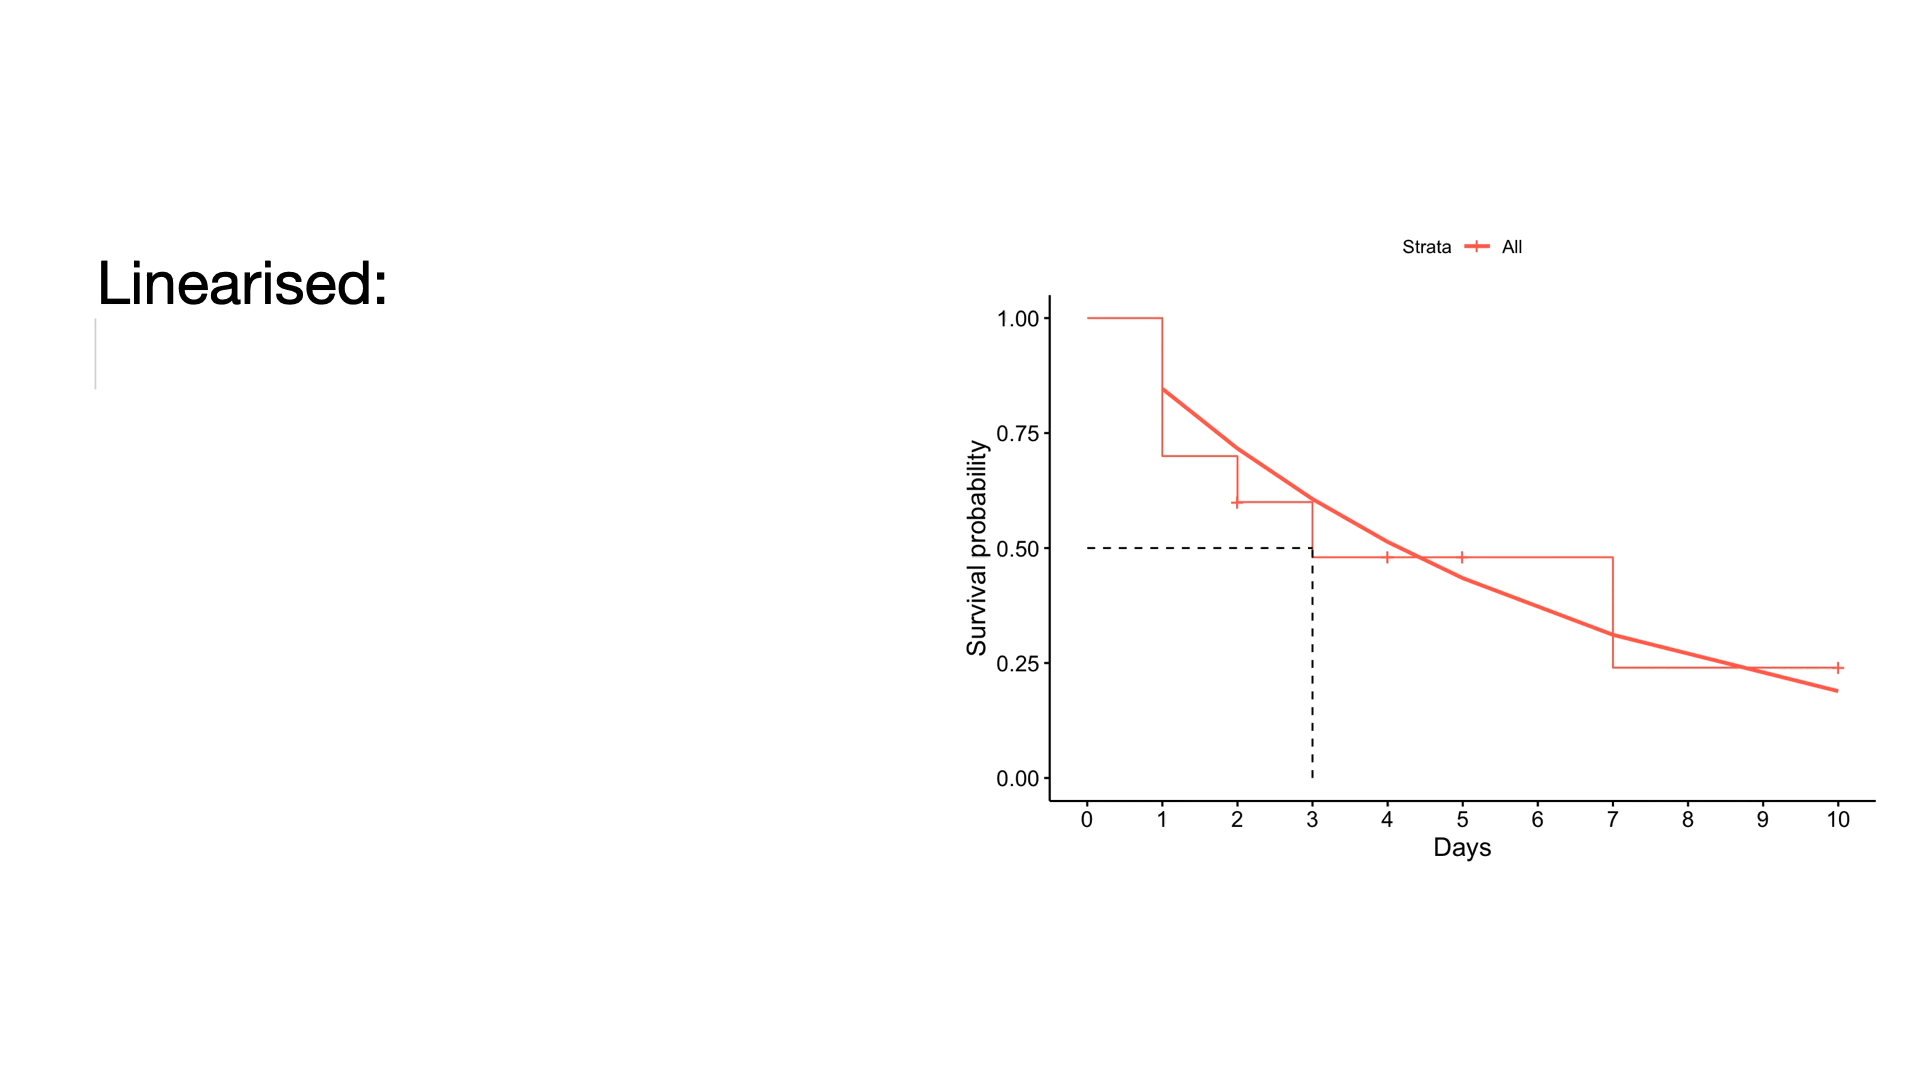 Linearised:
Strata All
1.00
0.75
0.50
0.25
0.00
Survival probability
0 1 2 3 4 5 6 7 8 9 10
Days